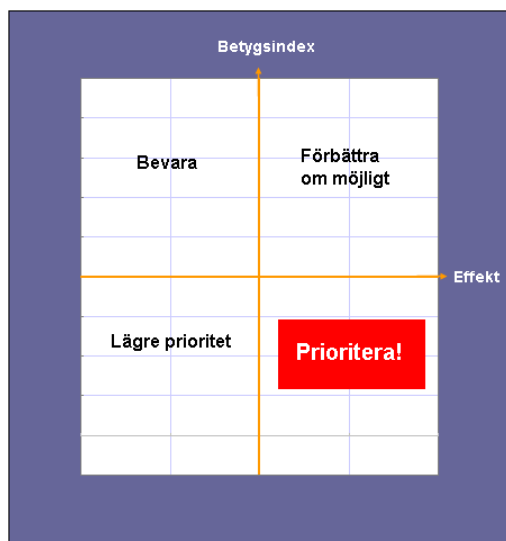 Betygsindex
Bevara
Förbättra
om möjligt
Effekt
Lägre prioritet
Prioritera!